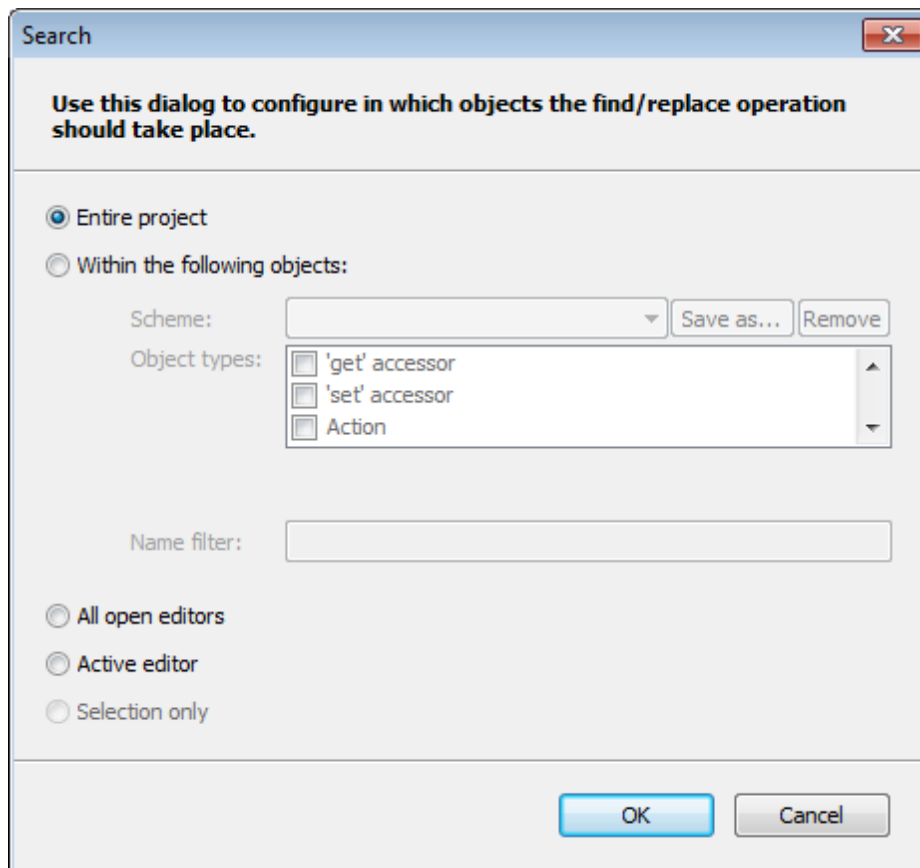 Search
Use this dialog to configure in which objects the find/replace operation
should take place.
Entire project
Within the following objects:
Scheme:
Save as...
Remove
Object types:
'get' accessor
'set' accessor
Action
Name filter:
All open editors
Active editor
Selection only
OK
Cancel